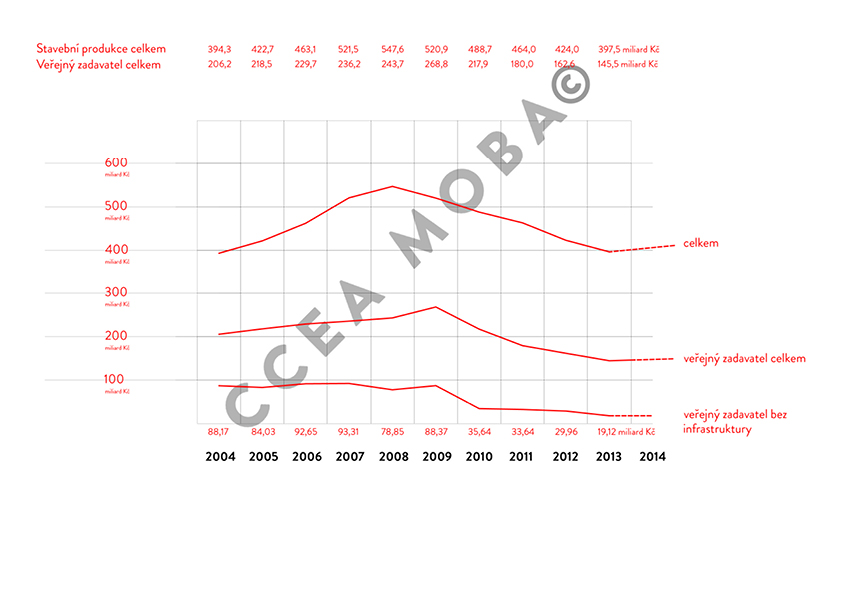 Stavební produkce celkem 394,3 422,7 463,1 521,5 547,6 520,9 488,7 464,0 424,0 397,5 miliard Kč
Veřejný zadavatel celkem 206,2 218,5 229,7 236,2 243,7 268,8 217,9 180,0 162,6 145,5 miliard Kč
CCEA MOBA©
600
miliard Kč
500
miliard Kč
400
miliard Kč
celkem
300
miliard Kč
200
miliard Kč
veřejný zadavatel celkem
100
miliard Kč
veřejný zadavatel bez
infrastruktury
88,17 84,03 92,65 93,31 78,85 88,37 35,64 33,64 29,96 19,12 miliard Kč
2004 2005 2006 2007 2008 2009 2010 2011 2012 2013 2014